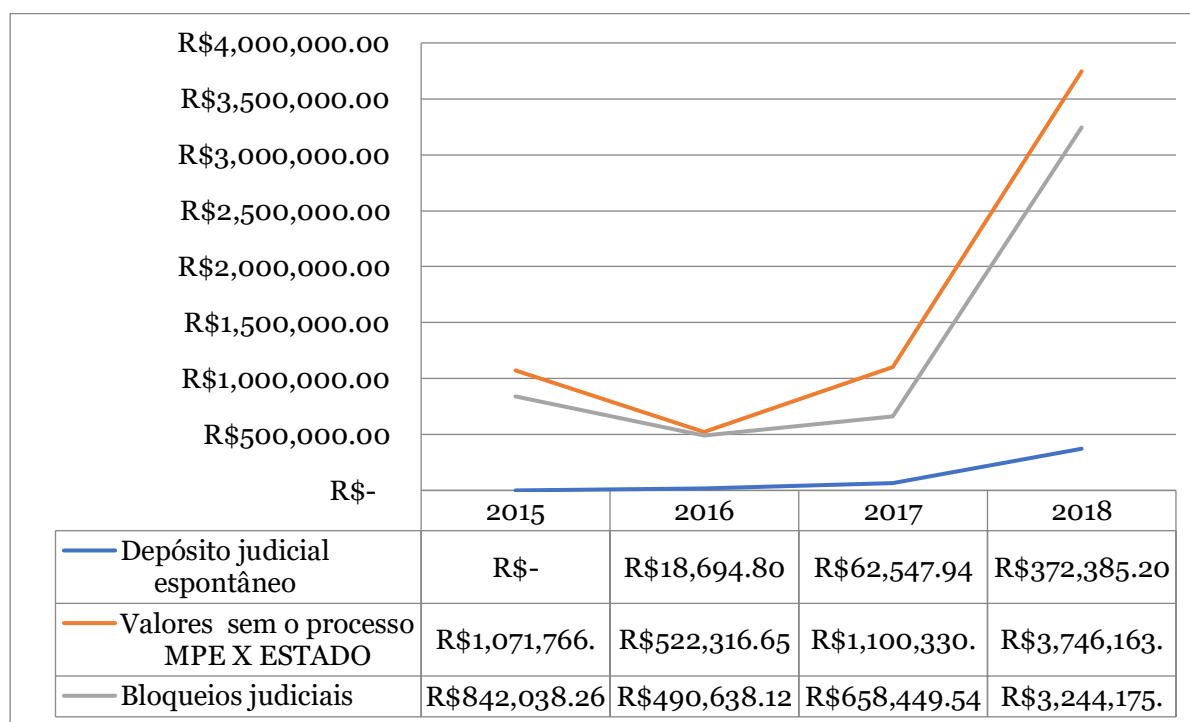 R$4,000,000.00
R$3,500,000.00
R$3,000,000.00
R$2,500,000.00
R$2,000,000.00
R$1,500,000.00
R$1,000,000.00
R$500,000.00
R$-
2015 2016 2017 2018
Depósito judicial
espontâneo
R$- R$18,694.80 R$62,547.94 R$372,385.20
Valores sem o processo
MPE X ESTADO
R$1,071,766. R$522,316.65 R$1,100,330. R$3,746,163.
Bloqueios judiciais R$842,038.26 R$490,638.12 R$658,449.54 R$3,244,175.